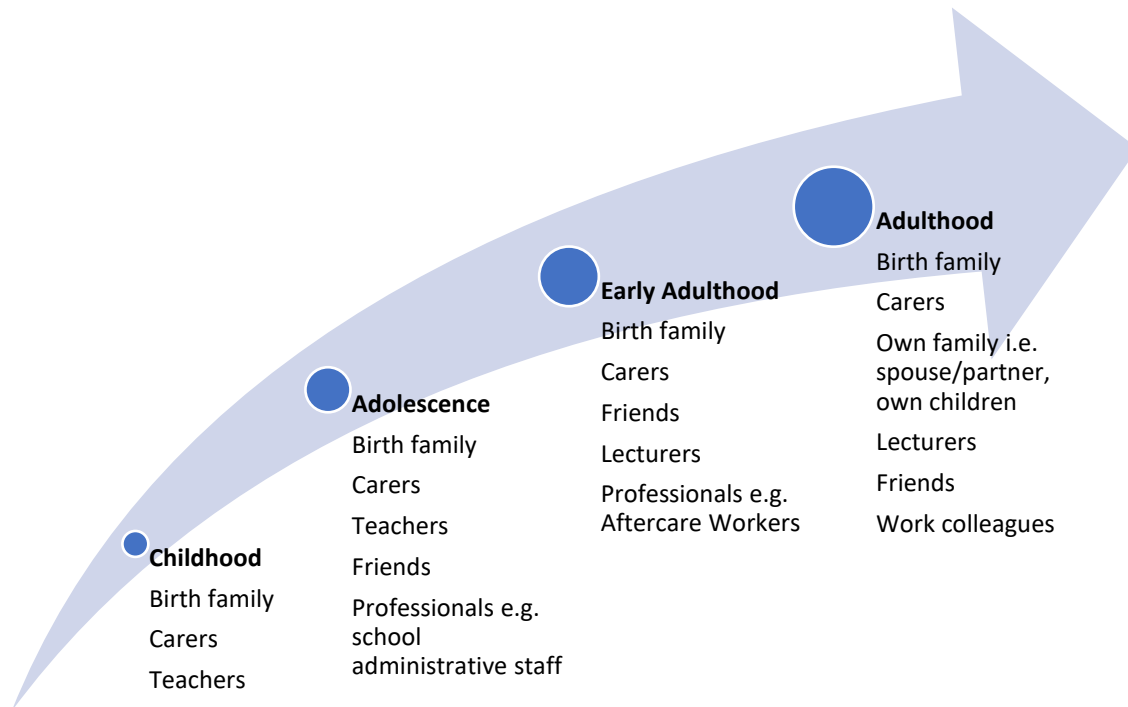 Childhood
Birth family
Carers
Teachers
Adolescence
Birth family
Carers
Teachers
Friends
Professionals e.g.
school
administrative staff
Early Adulthood
Birth family
Carers
Friends
Lecturers
Professionals e.g.
Aftercare Workers
Adulthood
Birth family
Carers
Own family i.e.
spouse/partner,
own children
Lecturers
Friends
Work colleagues